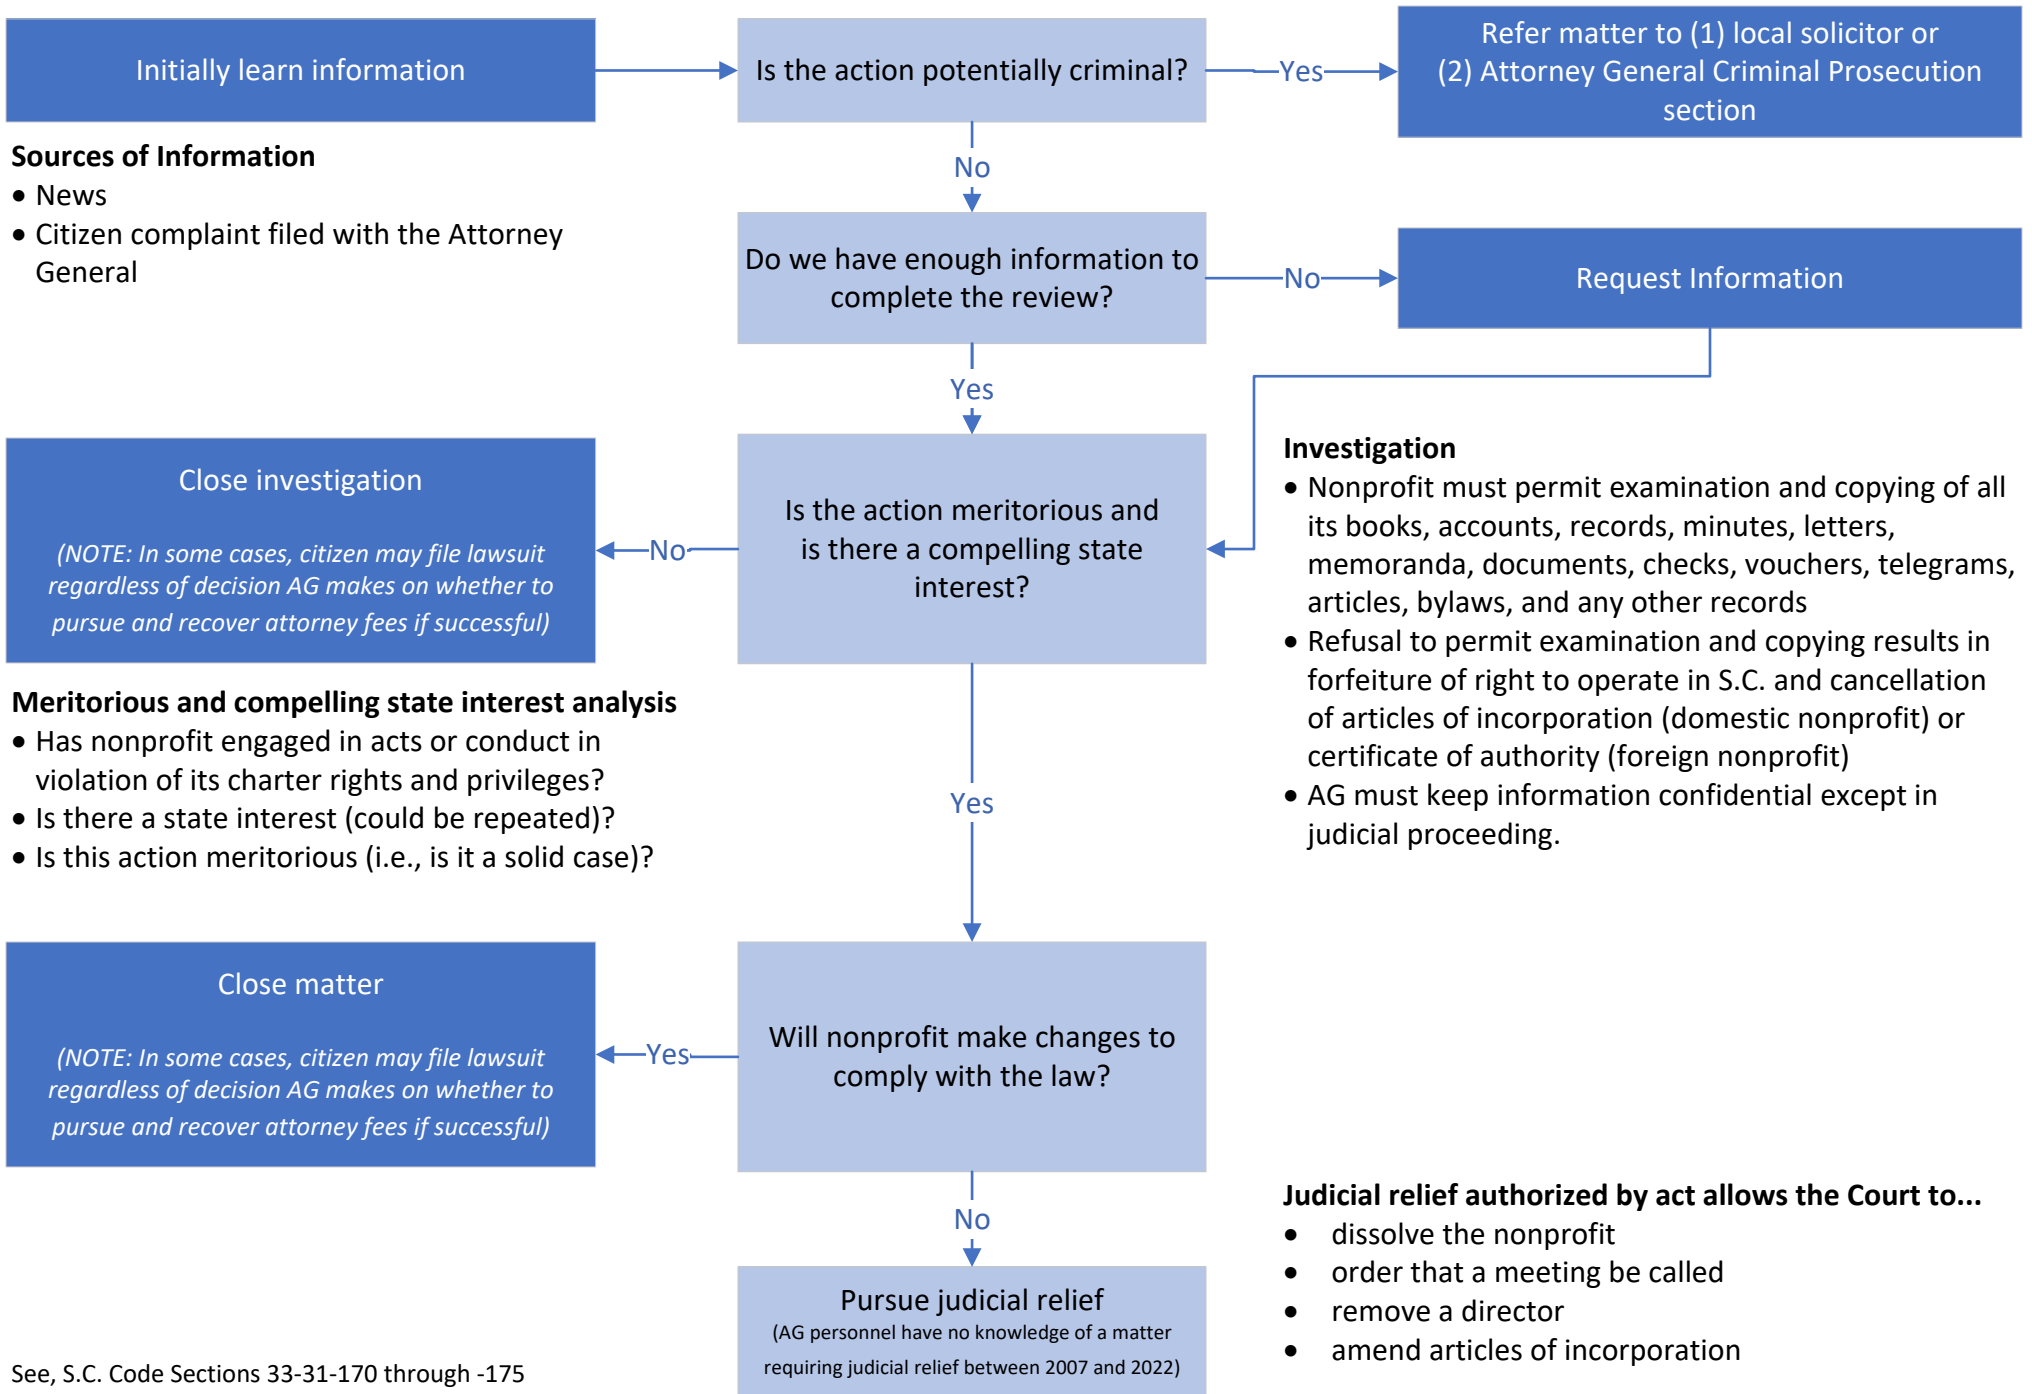 Initially learn information
Is the action potentially criminal?
Yes
Refer matter to (1) local solicitor or
(2) Attorney General Criminal Prosecution
section
Sources of Information
• News
• Citizen complaint filed with the Attorney
General
No
Do we have enough information to
complete the review?
No
Request Information
Yes
Close investigation
(NOTE: In some cases, citizen may file lawsuit
regardless of decision AG makes on whether to
pursue and recover attorney fees if successful)
No
Is the action meritorious and
is there a compelling state
interest?
Investigation
• Nonprofit must permit examination and copying of all
its books, accounts, records, minutes, letters,
memoranda, documents, checks, vouchers, telegrams,
articles, bylaws, and any other records
• Refusal to permit examination and copying results in
forfeiture of right to operate in S.C. and cancellation
of articles of incorporation (domestic nonprofit) or
certificate of authority (foreign nonprofit)
• AG must keep information confidential except in
judicial proceeding.
Meritorious and compelling state interest analysis
• Has nonprofit engaged in acts or conduct in
violation of its charter rights and privileges?
• Is there a state interest (could be repeated)?
• Is this action meritorious (i.e., is it a solid case)?
Yes
Close matter
(NOTE: In some cases, citizen may file lawsuit
regardless of decision AG makes on whether to
pursue and recover attorney fees if successful)
Yes
Will nonprofit make changes to
comply with the law?
No
Pursue judicial relief
(AG personnel have no knowledge of a matter
requiring judicial relief between 2007 and 2022)
Judicial relief authorized by act allows the Court to...
• dissolve the nonprofit
• order that a meeting be called
• remove a director
• amend articles of incorporation
See, S.C. Code Sections 33-31-170 through -175